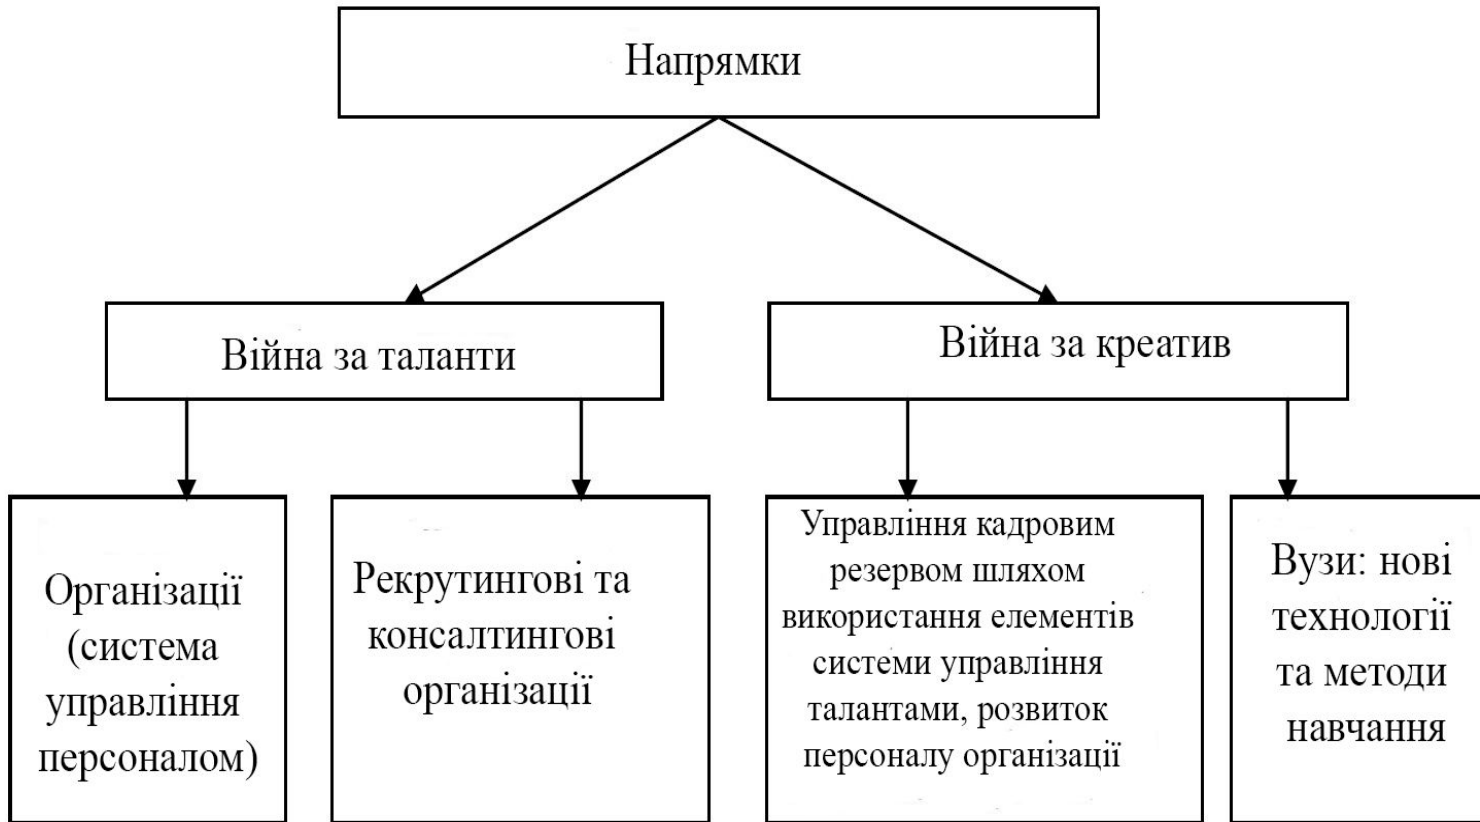 Напрямки
Війна за таланти
Війна за креатив
Організації
(система
управління
персоналом)
Рекрутингові та
консалтингові
організації
Управління кадровим
резервом шляхом
використання елементів
системи управління
талантами, розвиток
персоналу організації
Вузи: нові
технології
та методи
навчання